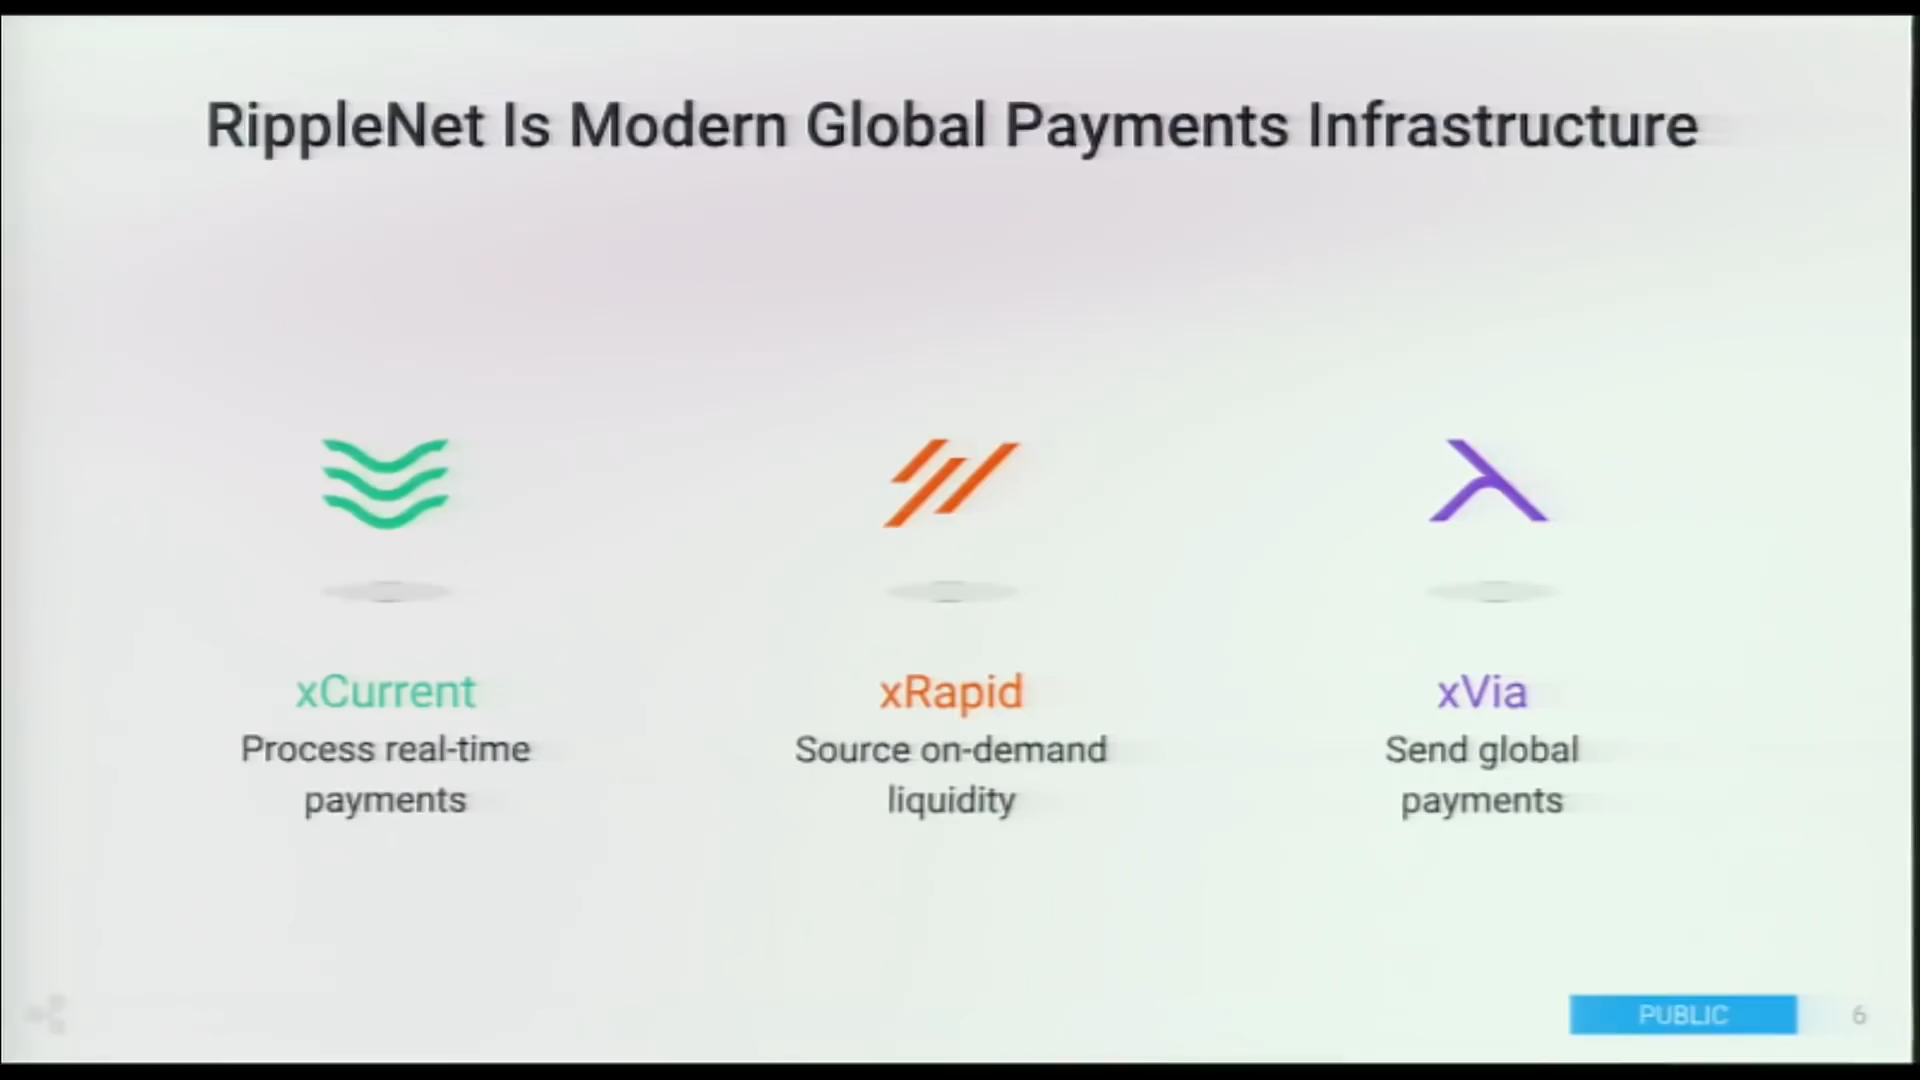 RippleNet Is Modern Global Payments Infrastructure
xCurrent
Process real-time
payments
xRapid
Source on-demand
liquidity
xVia
Send global
payments
PUBLIC
6